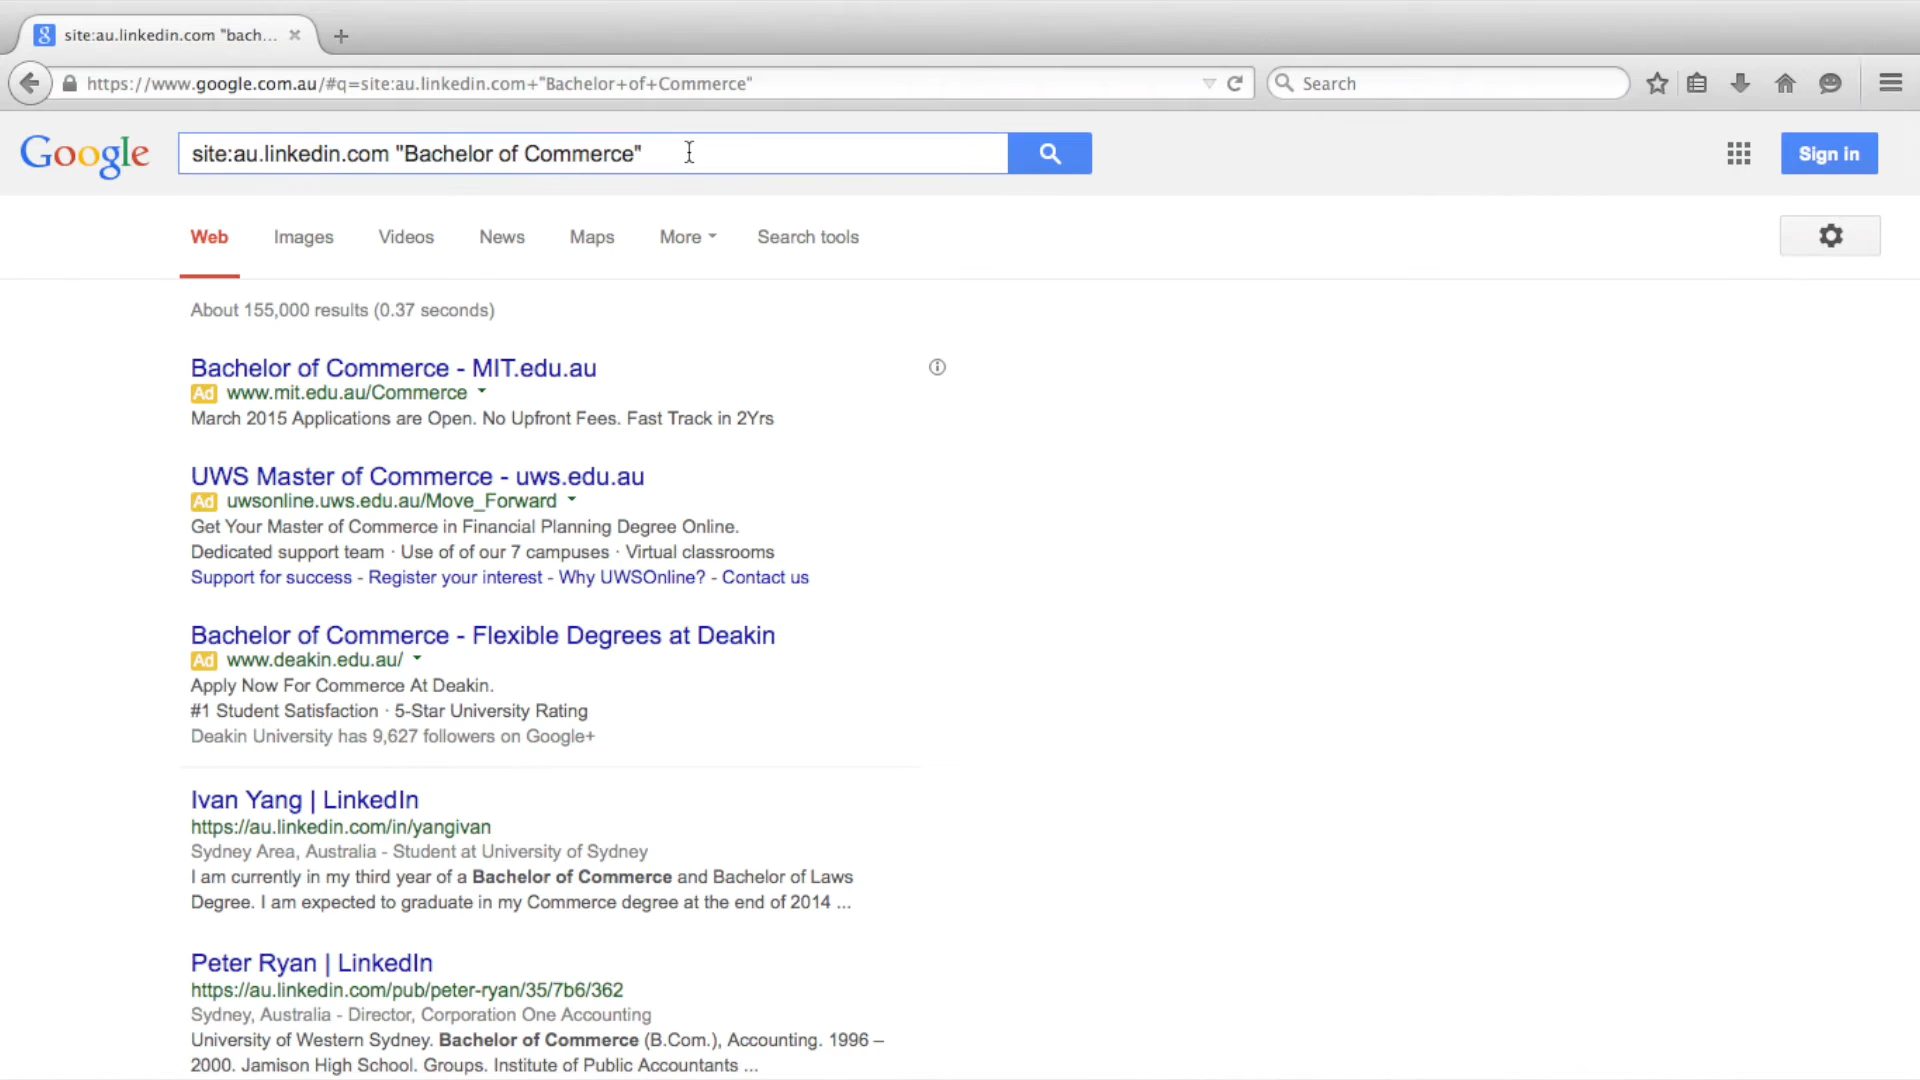 site:au.linkedin.com "bach...
https://www.google.com.au/#q=site:au.linkedin.com+"Bachelor+of+Commerce"
Search
Google
site:au.linkedin.com "Bachelor of Commerce"
Sign in
Web Images Videos News Maps More Search tools
About 155,000 results (0.37 seconds)
Bachelor of Commerce - MIT.edu.au
Ad www.mit.edu.au/Commerce
March 2015 Applications are Open. No Upfront Fees. Fast Track in 2Yrs
UWS Master of Commerce - uws.edu.au
Ad uwsonline.uws.edu.au/Move_Forward
Get Your Master of Commerce in Financial Planning Degree Online.
Dedicated support team · Use of of our 7 campuses · Virtual classrooms
Support for success - Register your interest - Why UWSOnline? - Contact us
Bachelor of Commerce - Flexible Degrees at Deakin
Ad www.deakin.edu.au/
Apply Now For Commerce At Deakin.
#1 Student Satisfaction · 5-Star University Rating
Deakin University has 9,627 followers on Google+
Ivan Yang | LinkedIn
https://au.linkedin.com/in/yangivan
Sydney Area, Australia - Student at University of Sydney
I am currently in my third year of a Bachelor of Commerce and Bachelor of Laws
Degree. I am expected to graduate in my Commerce degree at the end of 2014 ...
Peter Ryan | LinkedIn
https://au.linkedin.com/pub/peter-ryan/35/7b6/362
Sydney, Australia - Director, Corporation One Accounting
University of Western Sydney. Bachelor of Commerce (B.Com.), Accounting. 1996 –
2000. Jamison High School. Groups. Institute of Public Accountants ...